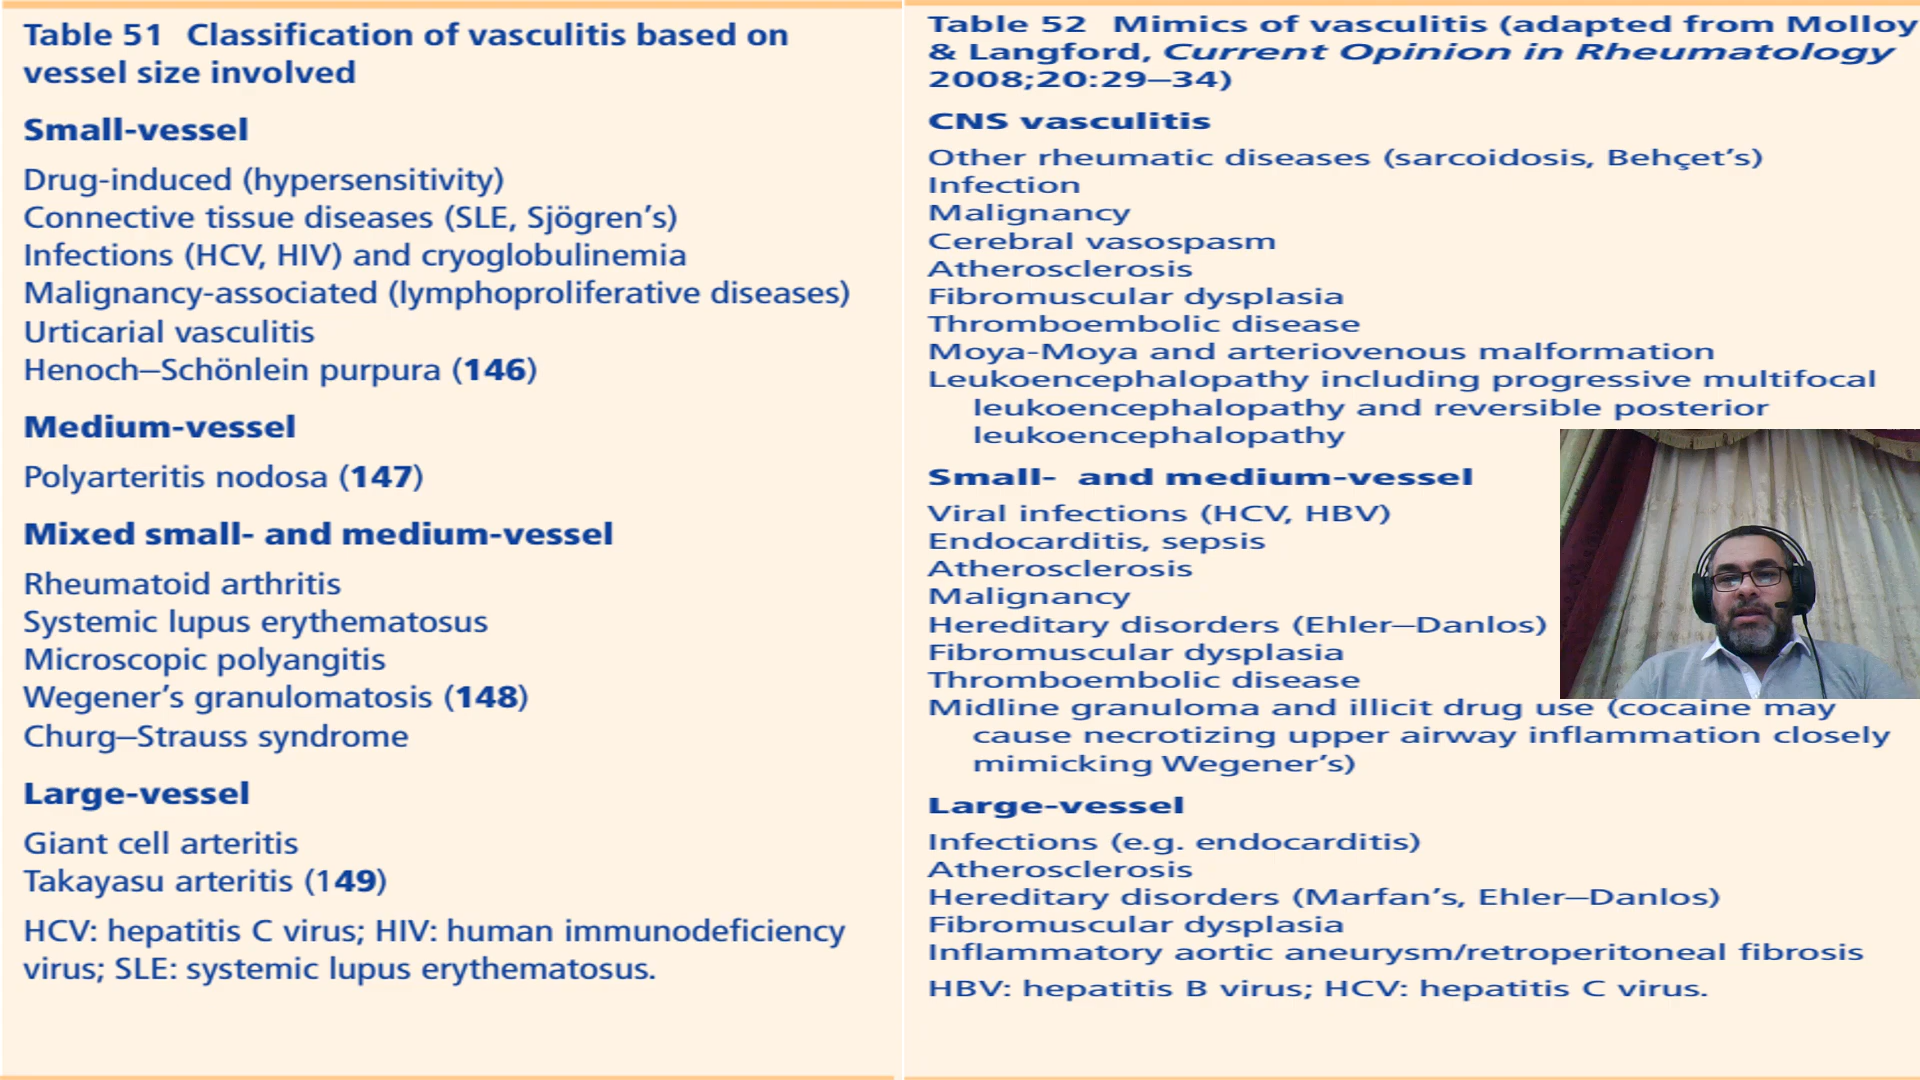 Table 51 Classification of vasculitis based on
vessel size involved
Small-vessel
Drug-induced (hypersensitivity)
Connective tissue diseases (SLE, Sjögren’s)
Infections (HCV, HIV) and cryoglobulinemia
Malignancy-associated (lymphoproliferative diseases)
Urticarial vasculitis
Henoch–Schönlein purpura (146)
Medium-vessel
Polyarteritis nodosa (147)
Mixed small- and medium-vessel
Rheumatoid arthritis
Systemic lupus erythematosus
Microscopic polyangitis
Wegener’s granulomatosis (148)
Churg–Strauss syndrome
Large-vessel
Giant cell arteritis
Takayasu arteritis (149)
HCV: hepatitis C virus; HIV: human immunodeficiency
virus; SLE: systemic lupus erythematosus.
Table 52 Mimics of vasculitis (adapted from Molloy
& Langford, Current Opinion in Rheumatology
2008;20:29–34)
CNS vasculitis
Other rheumatic diseases (sarcoidosis, Behçet’s)
Infection
Malignancy
Cerebral vasospasm
Atherosclerosis
Fibromuscular dysplasia
Thromboembolic disease
Moya-Moya and arteriovenous malformation
Leukoencephalopathy including progressive multifocal
leukoencephalopathy and reversible posterior
leukoencephalopathy
Small- and medium-vessel
Viral infections (HCV, HBV)
Endocarditis, sepsis
Atherosclerosis
Malignancy
Hereditary disorders (Ehler–Danlos)
Fibromuscular dysplasia
Thromboembolic disease
Midline granuloma and illicit drug use (cocaine may
cause necrotizing upper airway inflammation closely
mimicking Wegener’s)
Large-vessel
Infections (e.g. endocarditis)
Atherosclerosis
Hereditary disorders (Marfan’s, Ehler–Danlos)
Fibromuscular dysplasia
Inflammatory aortic aneurysm/retroperitoneal fibrosis
HBV: hepatitis B virus; HCV: hepatitis C virus.